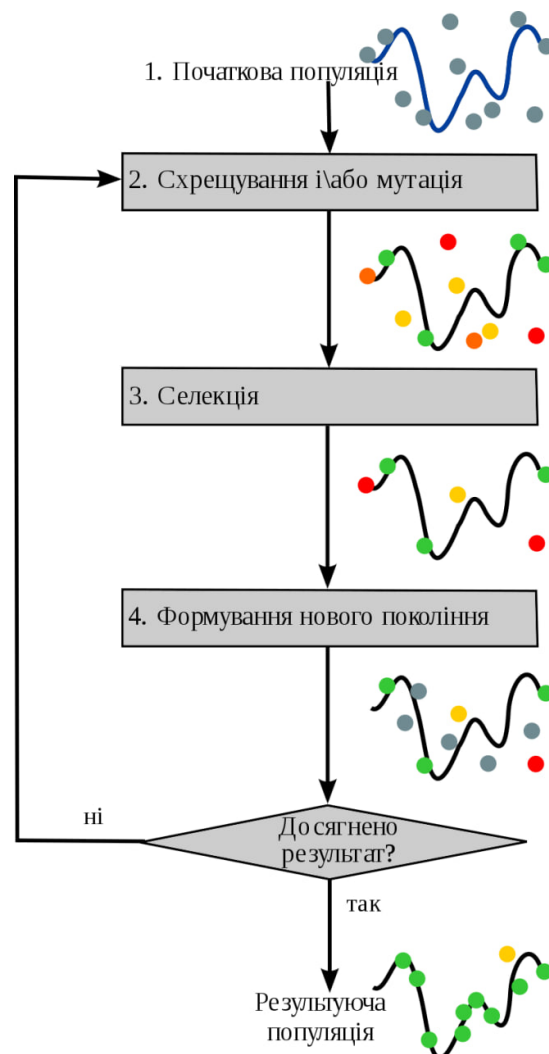 1. Початкова популяція
2. Схрещування і\або мутація
3. Селекція
4. Формування нового покоління
Досягнено
результат?
ні
так
Результуюча
популяція